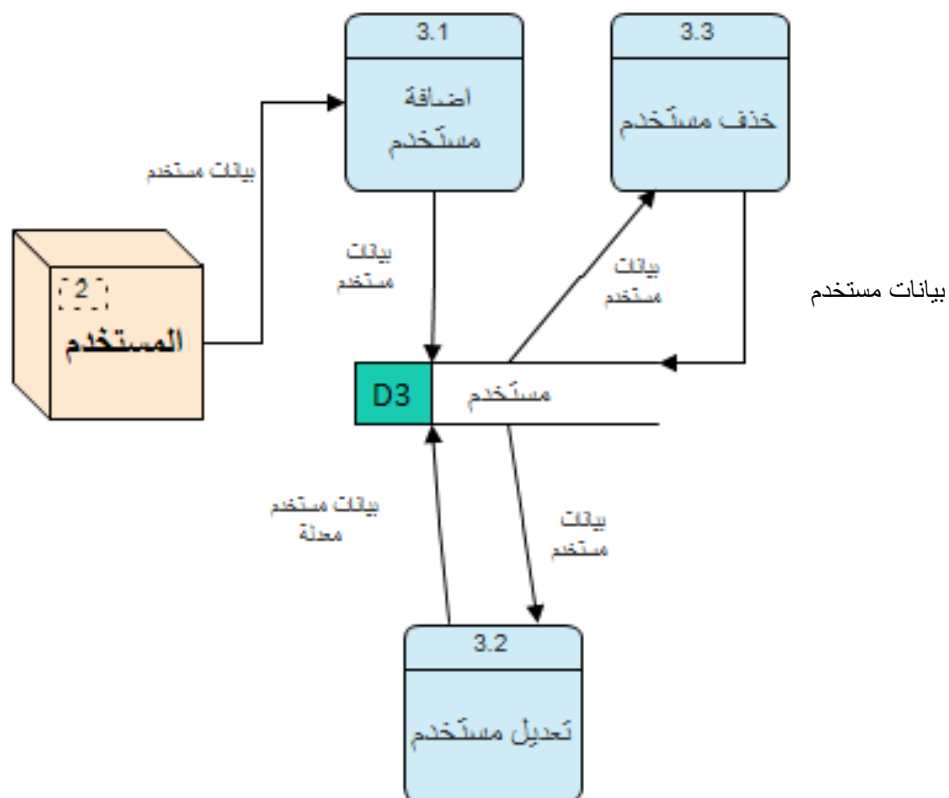 3.1
اضافة
مستخدم
3.3
خذف مستخدم
بيانات مستخدم
بيانات
مستخدم
بيانات
مستخدم
بيانات مستخدم
2
المستخدم
D3
مستخدم
بيانات مستخدم
معدلة
بيانات
مستخدم
3.2
تعديل مستخدم